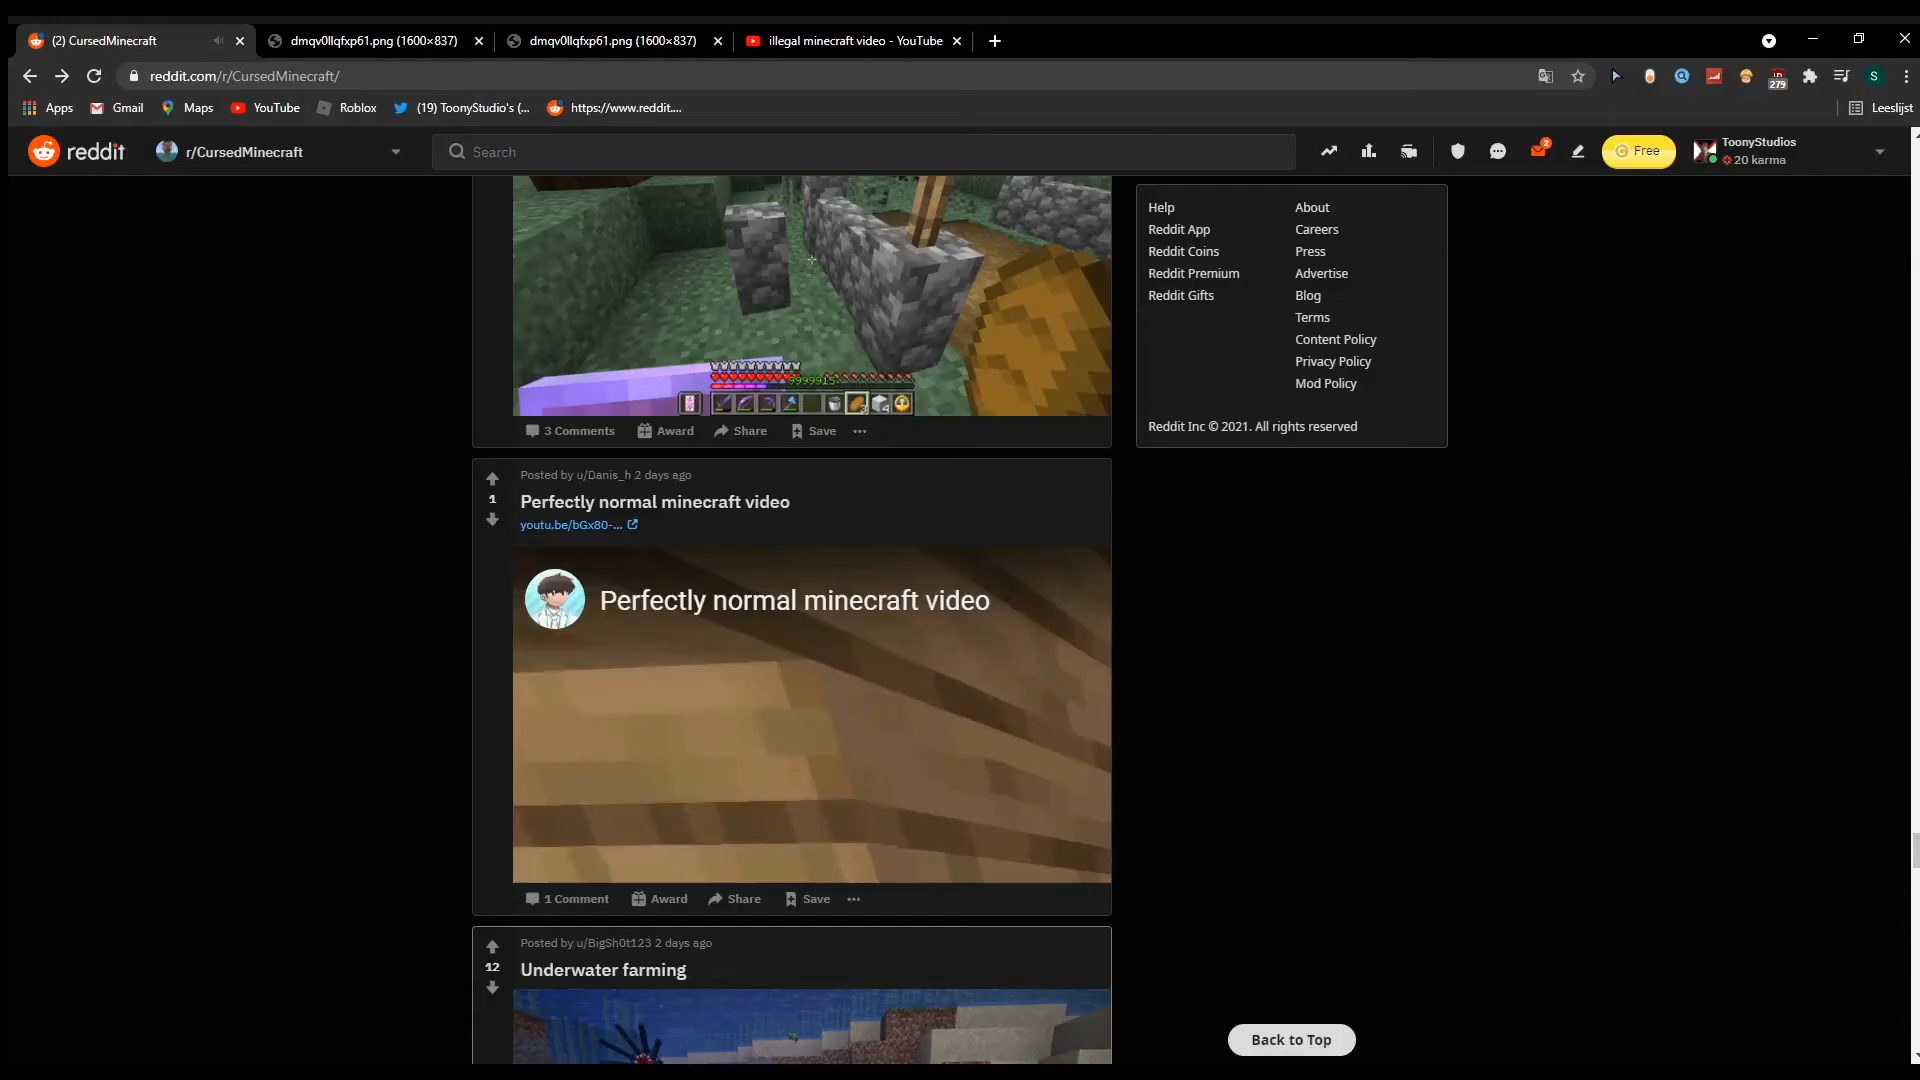 (2) CursedMinecraft
dmqv0llqfxp61.png (1600×837)
dmqv0llqfxp61.png (1600×837)
illegal minecraft video - YouTube
reddit.com/r/CursedMinecraft/
279
S
Apps
Gmail
Maps
YouTube
Roblox
(19) ToonyStudio's (...
https://www.reddit....
Leeslijst
reddit
r/CursedMinecraft
Search
2
Free
ToonyStudios
20 karma
9999915
3
4
3 Comments
Award
Share
Save
Help
Reddit App
Reddit Coins
Reddit Premium
Reddit Gifts
About
Careers
Press
Advertise
Blog
Terms
Content Policy
Privacy Policy
Mod Policy
Reddit Inc © 2021. All rights reserved
Posted by u/Danis_h 2 days ago
1
Perfectly normal minecraft video
youtu.be/bGx80-...
Perfectly normal minecraft video
1 Comment
Award
Share
Save
Posted by u/BigSh0t123 2 days ago
12
Underwater farming
Back to Top